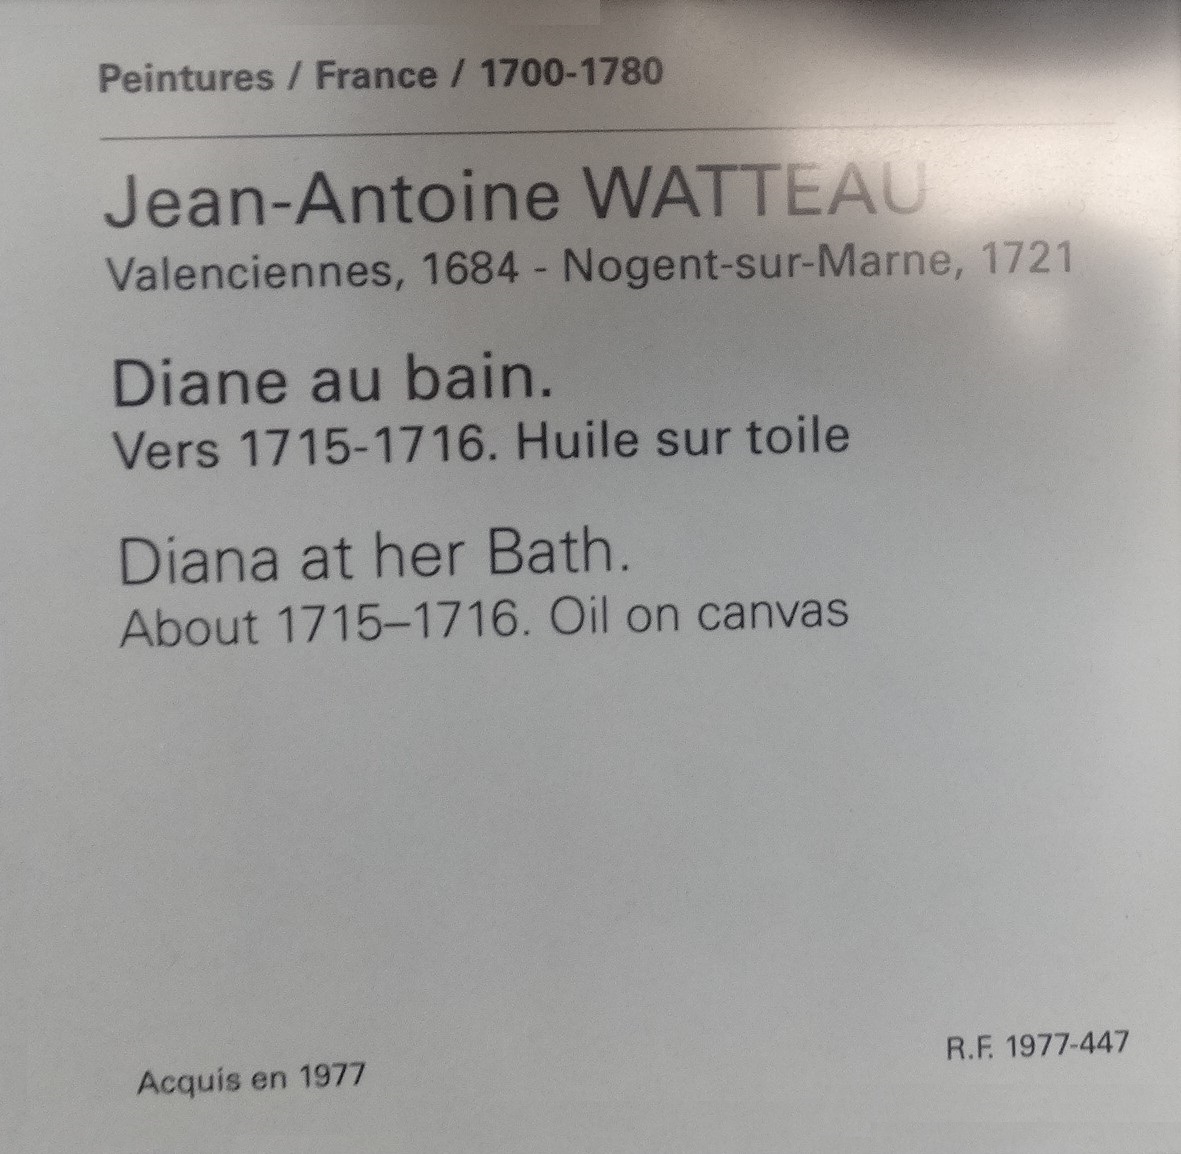 Peintures / France / 1700-1780
Jean-Antoine WATTEAU
Valenciennes, 1684 - Nogent-sur-Marne, 1721
Diane au bain.
Vers 1715-1716. Huile sur toile
Diana at her Bath.
About 1715–1716. Oil on canvas
R.F. 1977-447
Acquis en 1977